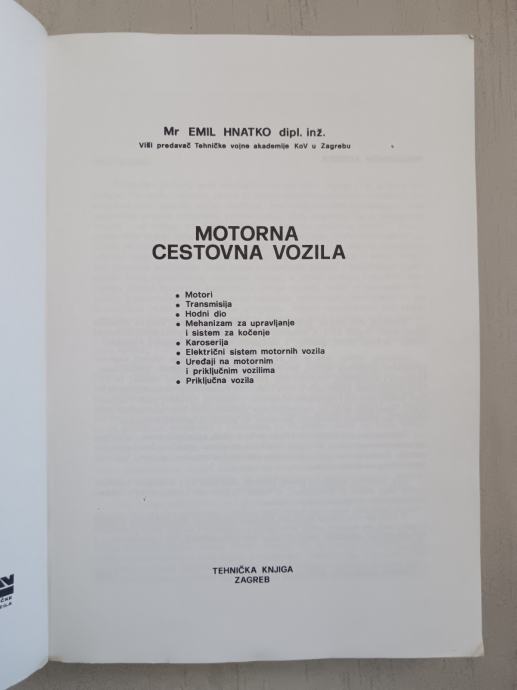 Mr EMIL HNATKO dipl. inž.
Viši predavač Tehničke vojne akademije KoV u Zagrebu
MOTORNA
CESTOVNA VOZILA
• Motori
• Transmisija
• Hodni dio
• Mehanizam za upravljanje
i sistem za kočenje
• Karoserija
• Električni sistem motornih vozila
• Uređaji na motornim
i priključnim vozilima
• Priključna vozila
TEHNIČKA KNJIGA
ZAGREB